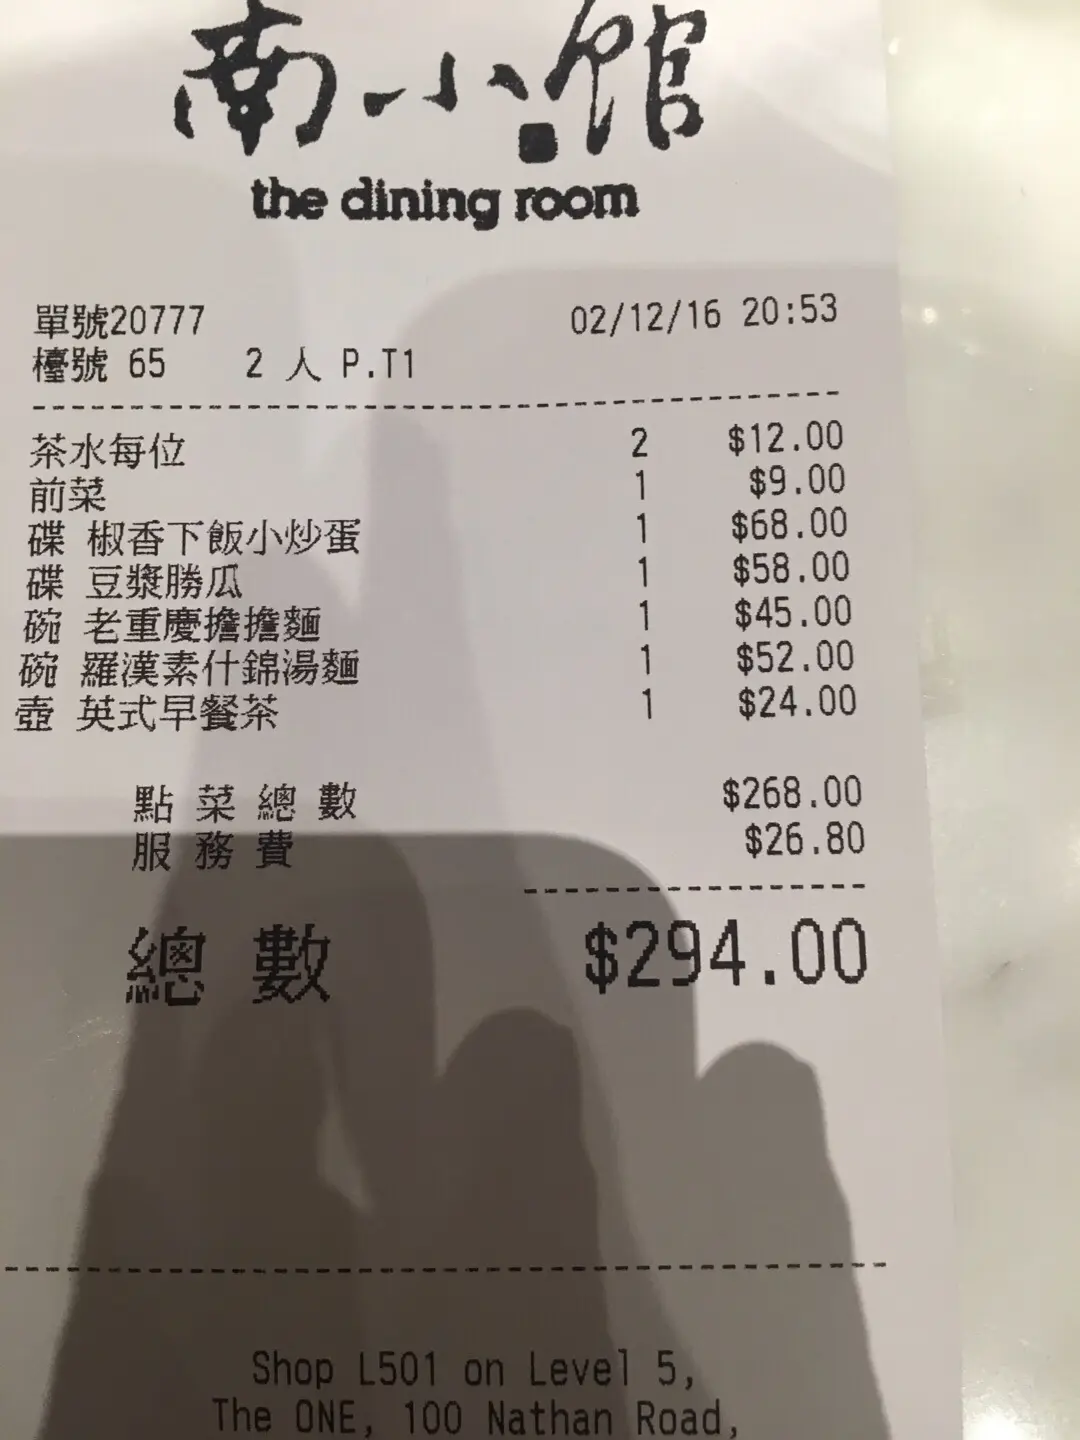 南小館
the dining room
單號20777 02/12/16 20:53
檯號 65 2 人 P.T1
茶水每位 2 $12.00
前菜 1 $9.00
碟 椒香下飯小炒蛋 1 $68.00
碟 豆漿勝瓜 1 $58.00
碗 老重慶擔擔麵 1 $45.00
碗 羅漢素什錦湯麵 1 $52.00
壺 英式早餐茶 1 $24.00
點 菜 總 數 $268.00
服 務 費 $26.80
總 數 $294.00
Shop L501 on Level 5,
The ONE, 100 Nathan Road,